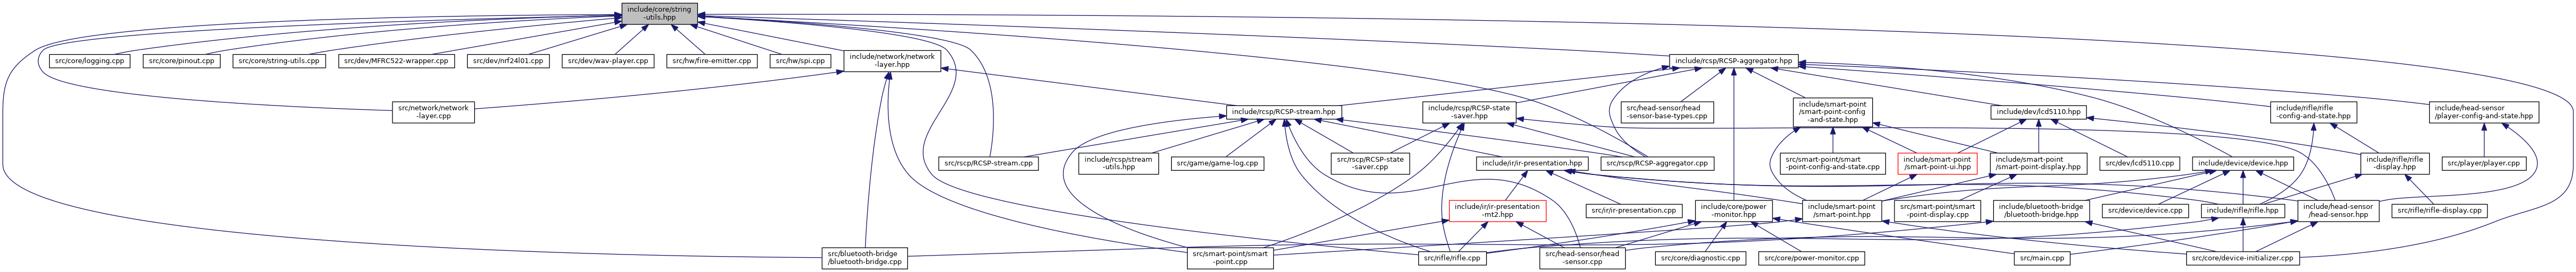 include/core/string
-utils.hpp
src/core/logging.cpp
src/core/pinout.cpp
src/core/string-utils.cpp
src/dev/MFRC522-wrapper.cpp
src/dev/nrf24l01.cpp
src/dev/wav-player.cpp
src/hw/fire-emitter.cpp
src/hw/spi.cpp
include/network/network
-layer.hpp
include/rcsp/RCSP-aggregator.hpp
src/network/network
-layer.cpp
include/rcsp/RCSP-stream.hpp
include/rcsp/RCSP-state
-saver.hpp
src/head-sensor/head
-sensor-base-types.cpp
include/smart-point
/smart-point-config
-and-state.hpp
include/dev/lcd5110.hpp
include/rifle/rifle
-config-and-state.hpp
include/head-sensor
/player-config-and-state.hpp
src/rscp/RCSP-stream.cpp
include/rcsp/stream
-utils.hpp
src/game/game-log.cpp
src/rscp/RCSP-state
-saver.cpp
include/ir/ir-presentation.hpp
src/rscp/RCSP-aggregator.cpp
src/smart-point/smart
-point-config-and-state.cpp
include/smart-point
/smart-point-ui.hpp
include/smart-point
/smart-point-display.hpp
src/dev/lcd5110.cpp
include/device/device.hpp
include/rifle/rifle
-display.hpp
src/player/player.cpp
include/ir/ir-presentation
-mt2.hpp
src/ir/ir-presentation.cpp
include/core/power
-monitor.hpp
include/smart-point
/smart-point.hpp
src/smart-point/smart
-point-display.cpp
include/bluetooth-bridge
/bluetooth-bridge.hpp
src/device/device.cpp
include/rifle/rifle.hpp
include/head-sensor
/head-sensor.hpp
src/rifle/rifle-display.cpp
src/bluetooth-bridge
/bluetooth-bridge.cpp
src/smart-point/smart
-point.cpp
src/rifle/rifle.cpp
src/head-sensor/head
-sensor.cpp
src/core/diagnostic.cpp
src/core/power-monitor.cpp
src/main.cpp
src/core/device-initializer.cpp